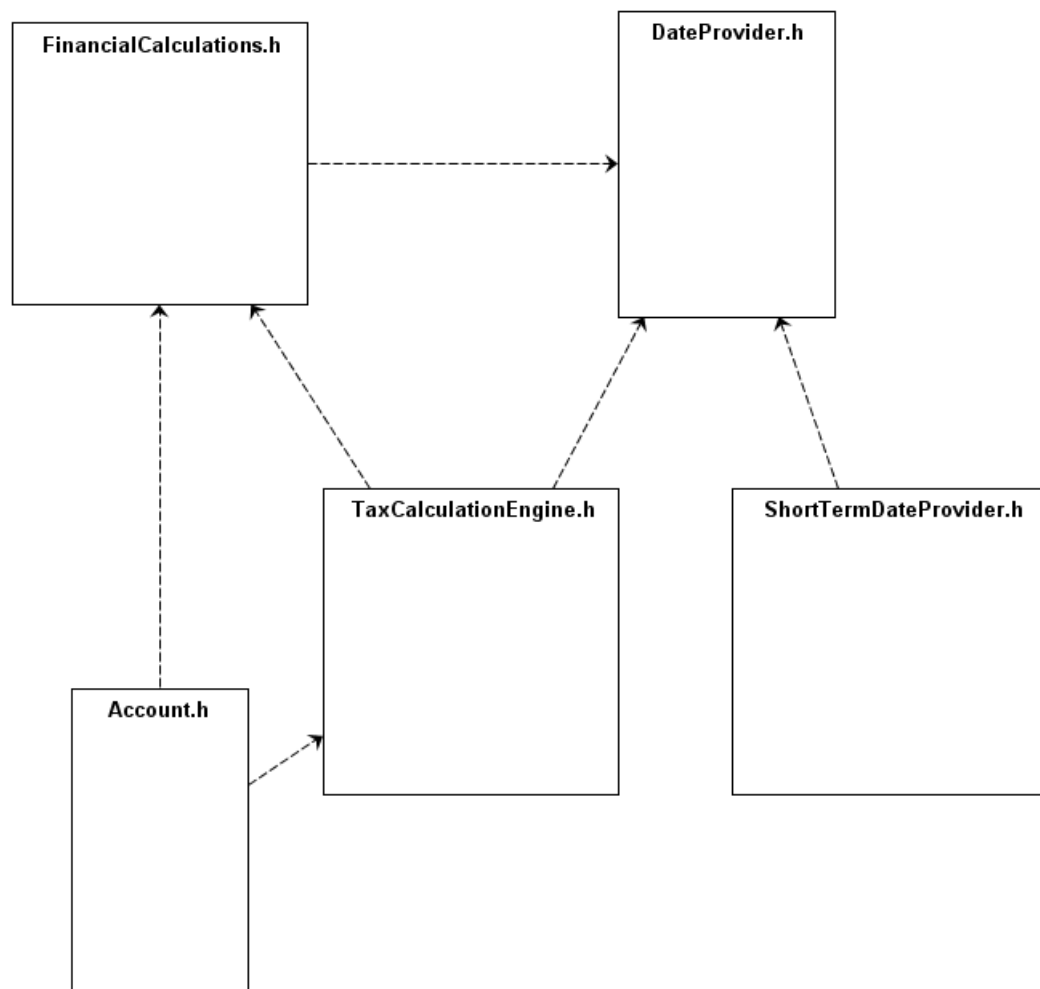 FinancialCalculations.h
DateProvider.h
TaxCalculationEngine.h
ShortTermDateProvider.h
Account.h